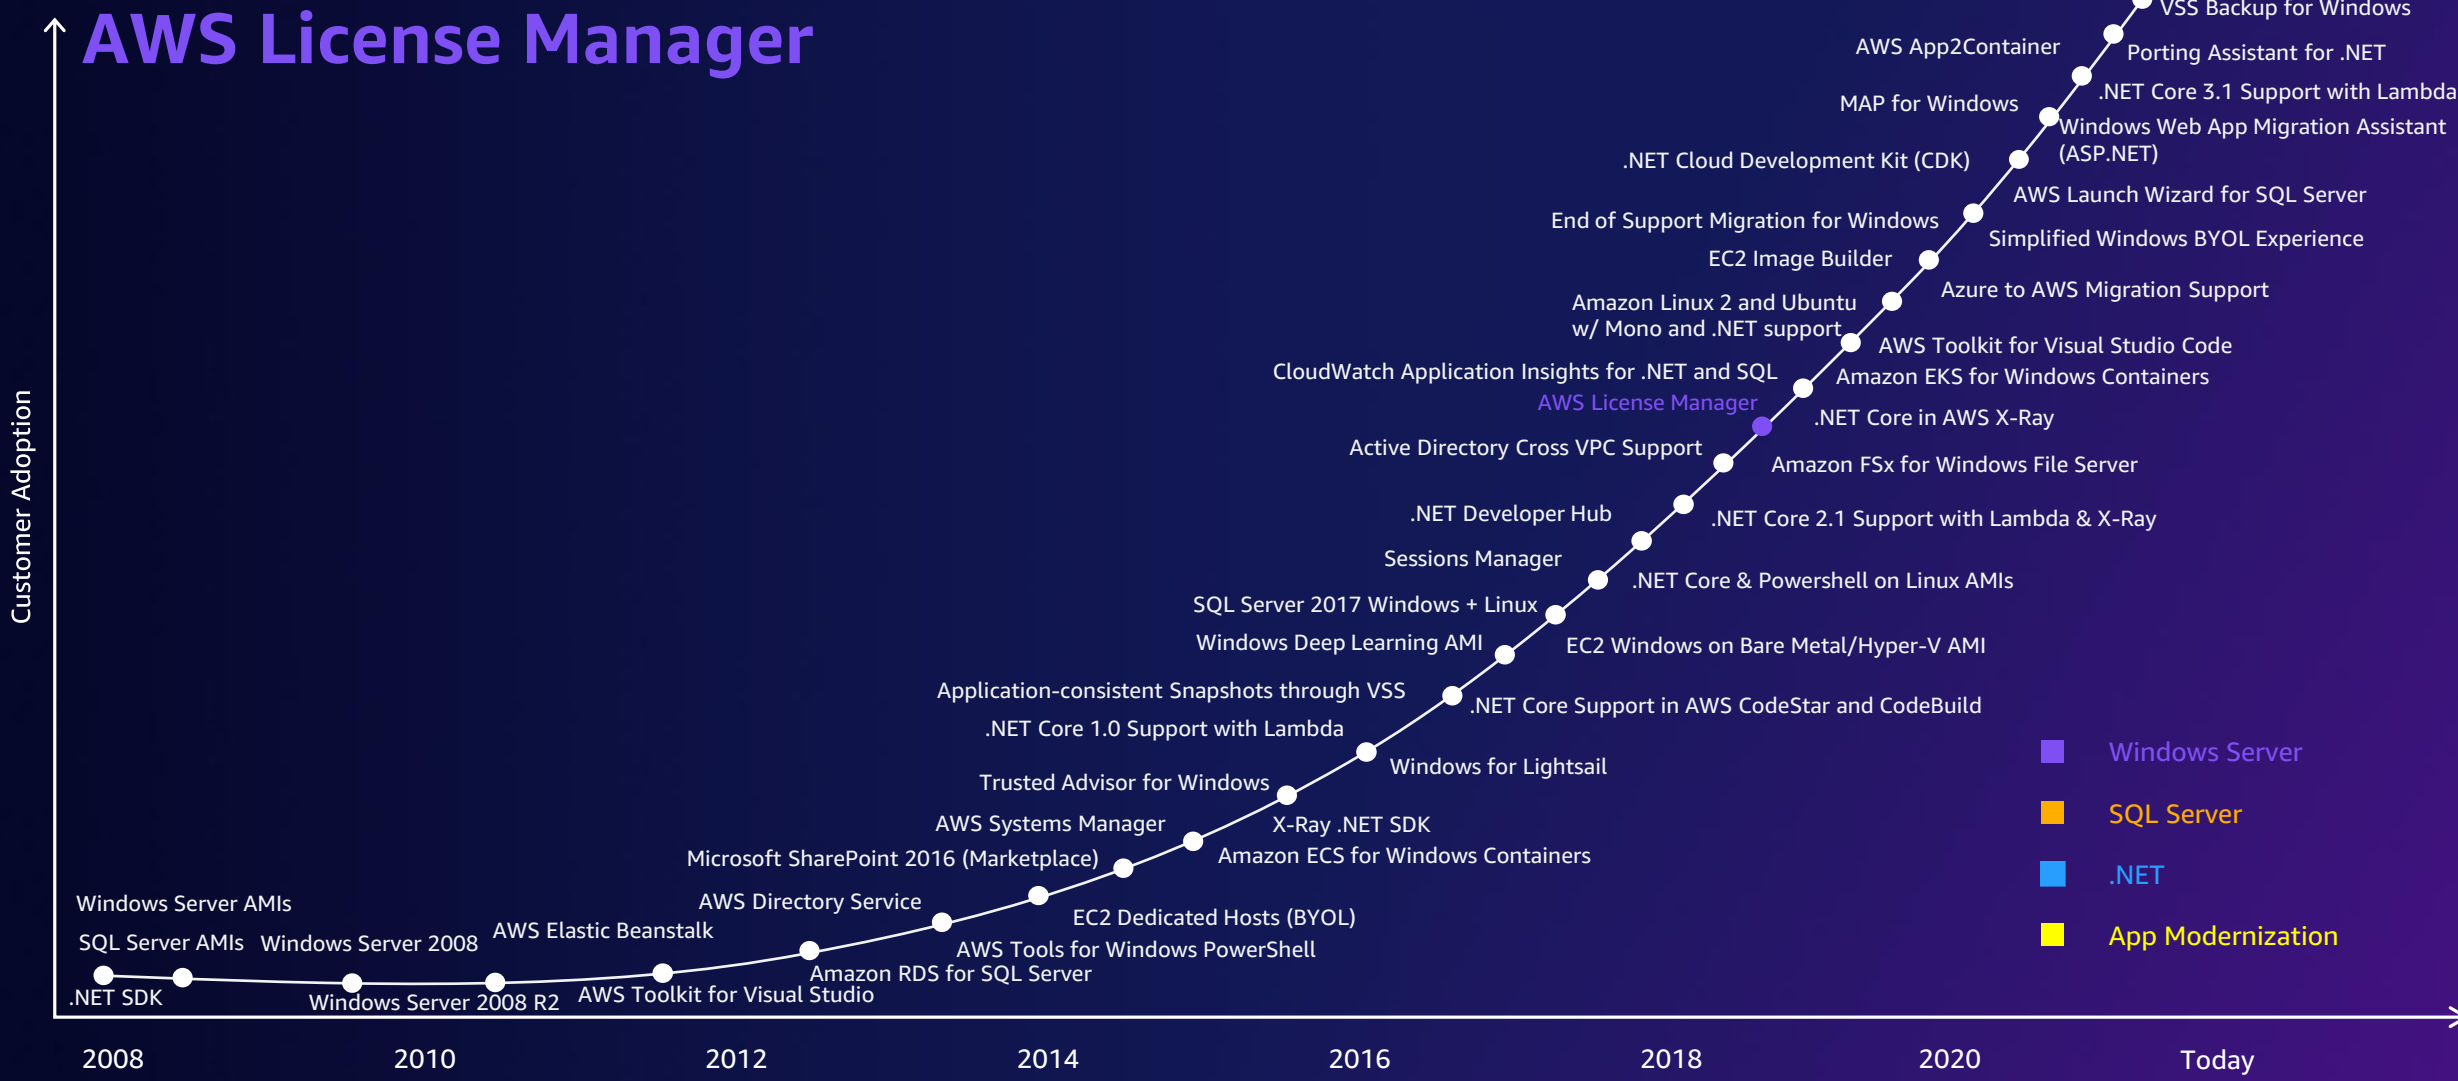 AWS License Manager
VSS Backup for Windows
AWS App2Container
Porting Assistant for .NET
.NET Core 3.1 Support with Lambda
MAP for Windows
Windows Web App Migration Assistant
(ASP.NET)
.NET Cloud Development Kit (CDK)
AWS Launch Wizard for SQL Server
End of Support Migration for Windows
Simplified Windows BYOL Experience
EC2 Image Builder
Azure to AWS Migration Support
Amazon Linux 2 and Ubuntu
w/ Mono and .NET support
AWS Toolkit for Visual Studio Code
CloudWatch Application Insights for .NET and SQL
Amazon EKS for Windows Containers
AWS License Manager
.NET Core in AWS X-Ray
Active Directory Cross VPC Support
Amazon FSx for Windows File Server
.NET Developer Hub
.NET Core 2.1 Support with Lambda & X-Ray
Sessions Manager
.NET Core & Powershell on Linux AMIs
SQL Server 2017 Windows + Linux
Windows Deep Learning AMI
EC2 Windows on Bare Metal/Hyper-V AMI
Application-consistent Snapshots through VSS
.NET Core Support in AWS CodeStar and CodeBuild
.NET Core 1.0 Support with Lambda
Windows for Lightsail
Trusted Advisor for Windows
AWS Systems Manager
X-Ray .NET SDK
Microsoft SharePoint 2016 (Marketplace)
Amazon ECS for Windows Containers
AWS Directory Service
EC2 Dedicated Hosts (BYOL)
Windows Server AMIs
AWS Elastic Beanstalk
SQL Server AMIs
Windows Server 2008
AWS Tools for Windows PowerShell
Amazon RDS for SQL Server
.NET SDK
Windows Server 2008 R2
AWS Toolkit for Visual Studio
Customer Adoption
Windows Server
SQL Server
.NET
App Modernization
2008
2010
2012
2014
2016
2018
2020
Today